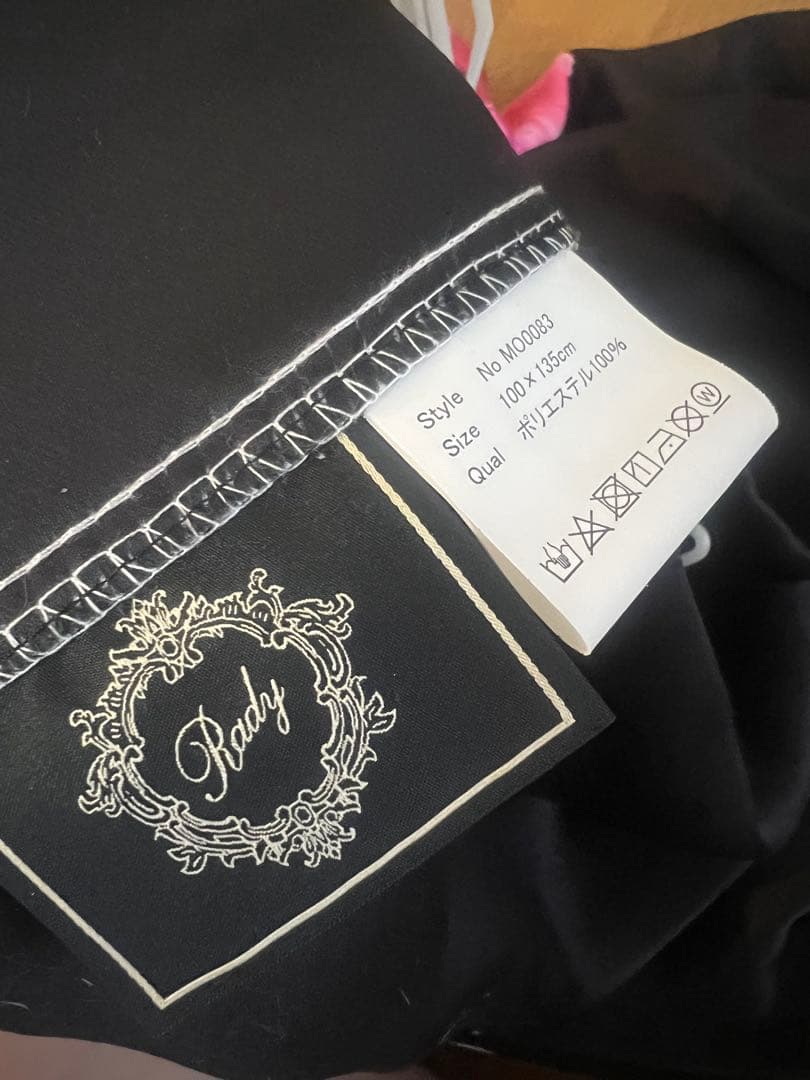 Style No MO0083
Size 100×135cm
Qual ポリエステル100%
W
Rady